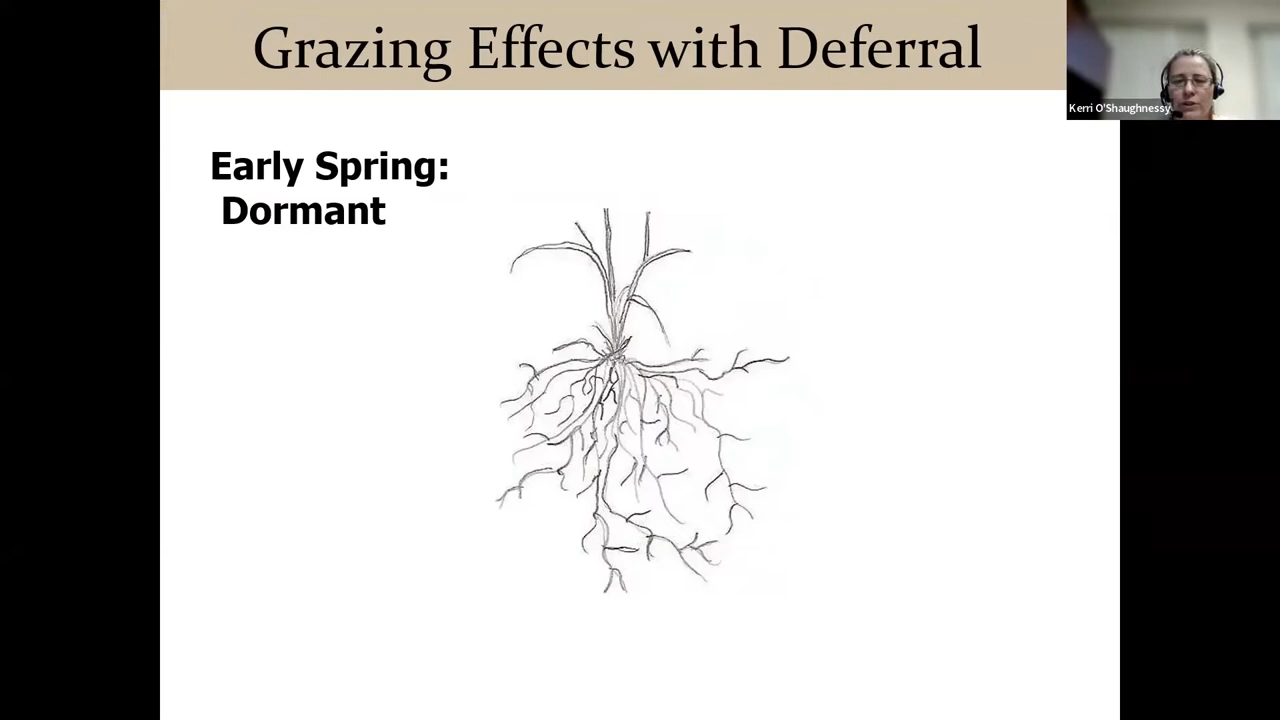 Grazing Effects with Deferral
Kerri O'Shaughnessy
Early Spring:
Dormant